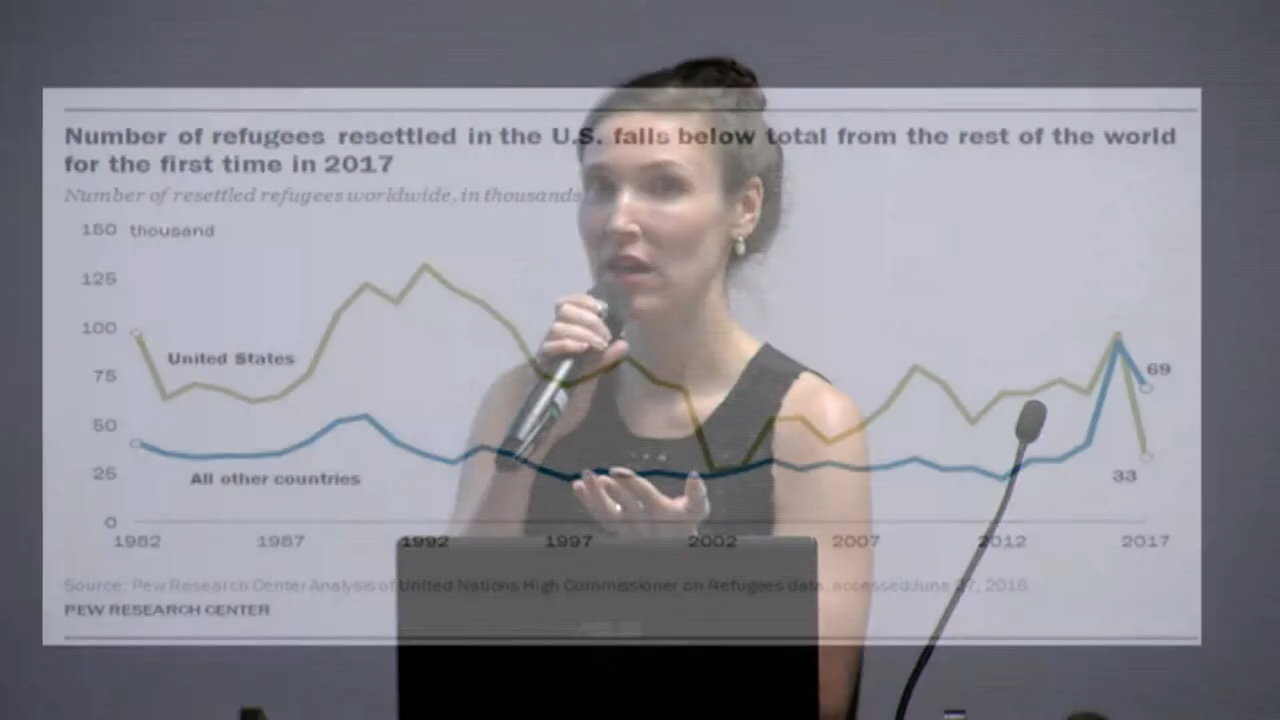 Number of refugees resettled in the U.S. falls below total from the rest of the world
for the first time in 2017
Number of resettled refugees worldwide, in thousands
150 thousand
125
100
75
50
25
0
United States
All other countries
69
33
1982 1987 1992 1997 2002 2007 2012 2017
Source: Pew Research Center Analysis of United Nations High Commissioner on Refugees data, accessed June 27, 2018.
PEW RESEARCH CENTER